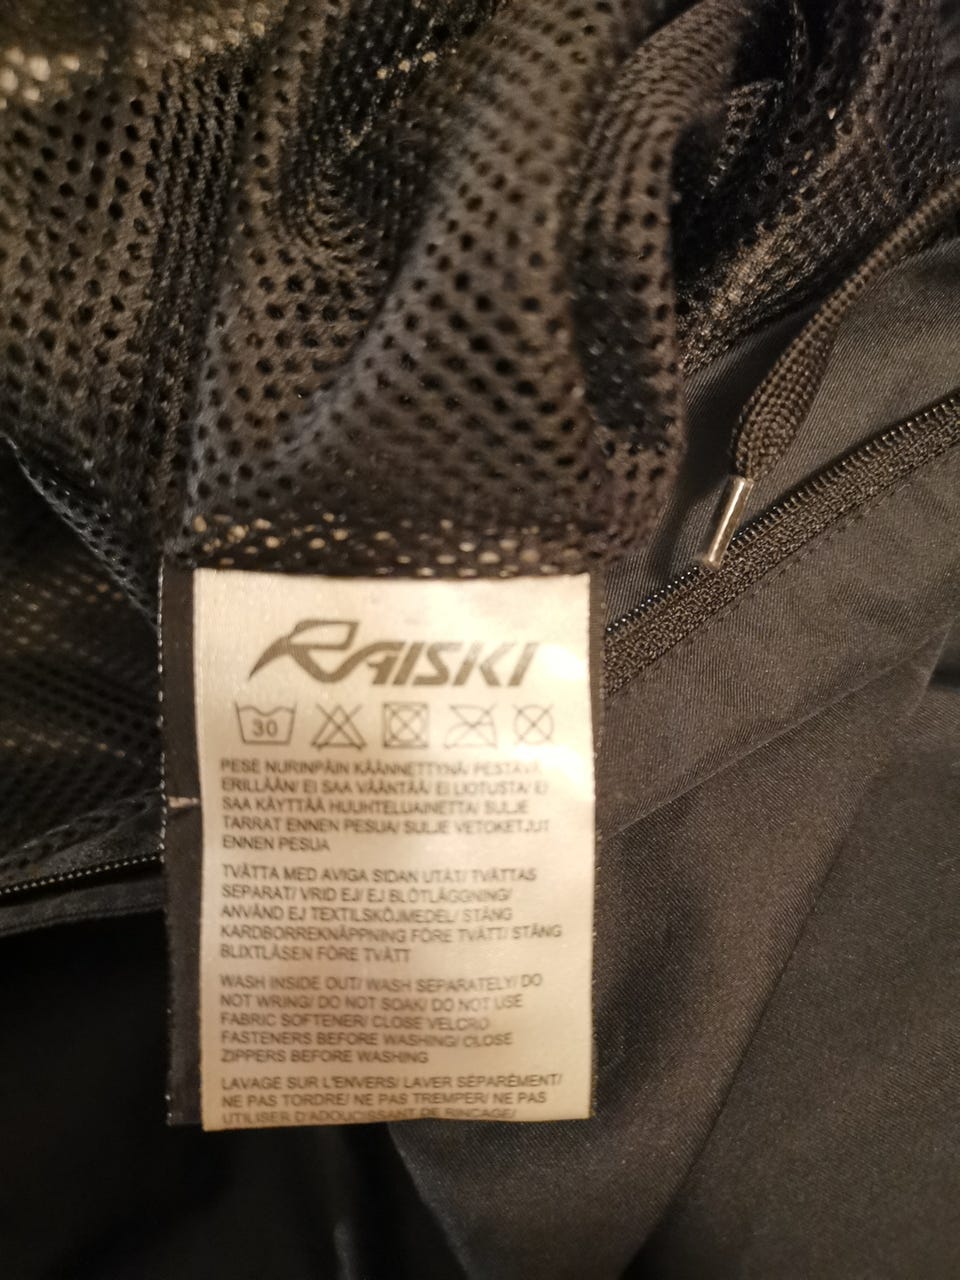 RAISKI
30
PESE NURINPÄIN KÄÄNNETTYNÄ/ PESTÄVÄ
ERILLÄÄN/ EI SAA VÄÄNTÄÄ/ EI LIOTUSTA/ EI
SAA KÄYTTÄÄ HUUHTELUAINETTA/ SULJE
TARRAT ENNEN PESUA/ SULJE VETOKETJUT
ENNEN PESUA
TVÄTTA MED AVIGA SIDAN UTÅT/ TVÄTTAS
SEPARAT/ VRID EJ/ EJ BLÖTLÄGGNING/
ANVÄND EJ TEXTILSKÖJMEDEL/ STÄNG
KARDBORREKNÄPPNING FÖRE TVÄTT/ STÄNG
BLIXTLÅSEN FÖRE TVÄTT
WASH INSIDE OUT/ WASH SEPARATELY/ DO
NOT WRING/ DO NOT SOAK/ DO NOT USE
FABRIC SOFTENER/ CLOSE VELCRO
FASTENERS BEFORE WASHING/ CLOSE
ZIPPERS BEFORE WASHING
LAVAGE SUR L'ENVERS/ LAVER SÉPARÉMENT/
NE PAS TORDRE/ NE PAS TREMPER/ NE PAS
UTILISER D'ADOUCISSANT DE RINCAGE/